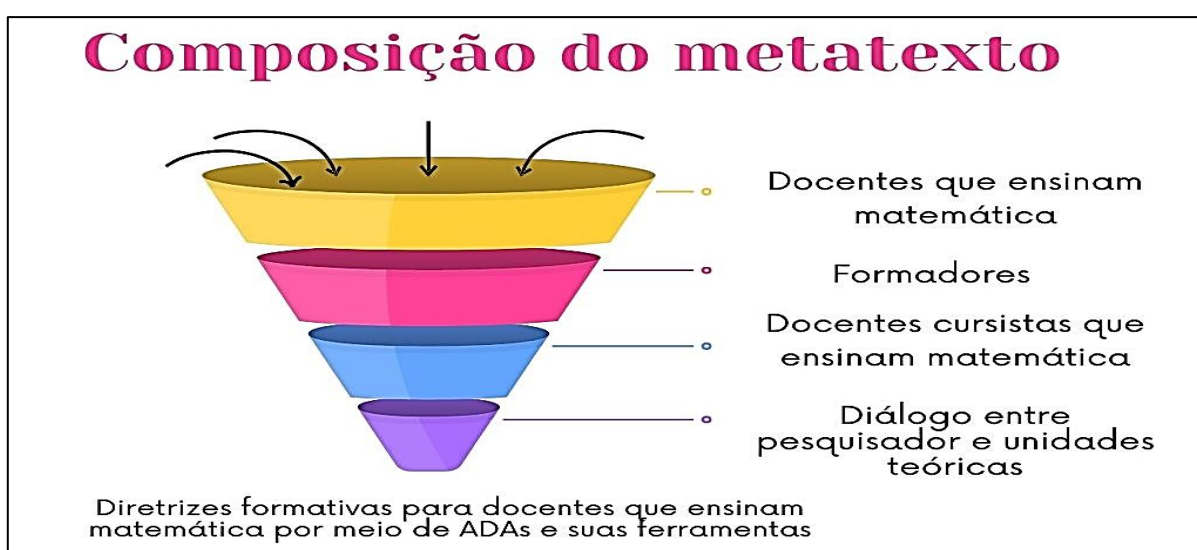 Composição do metatexto
Docentes que ensinam
matemática
Formadores
Docentes cursistas que
ensinam matemática
Diálogo entre
pesquisador e unidades
teóricas
Diretrizes formativas para docentes que ensinam
matemática por meio de ADAs e suas ferramentas